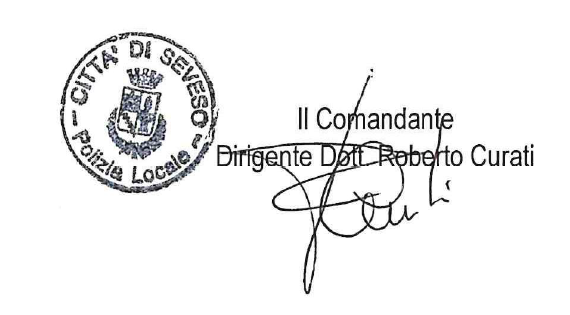 CITTA' DI SEVESO
Polizia Locale
Il Comandante
Dirigente Dott. Roberto Curati